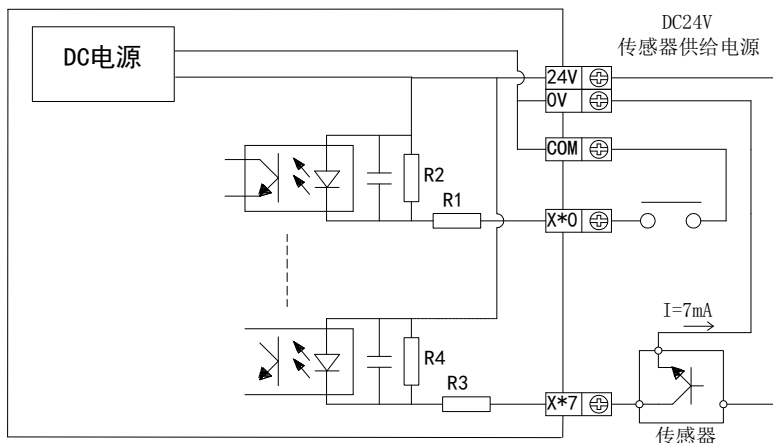 DC24V
传感器供给电源
DC电源
24V
0V
COM
R2
R1
X*0
I=7mA
R4
R3
X*7
传感器